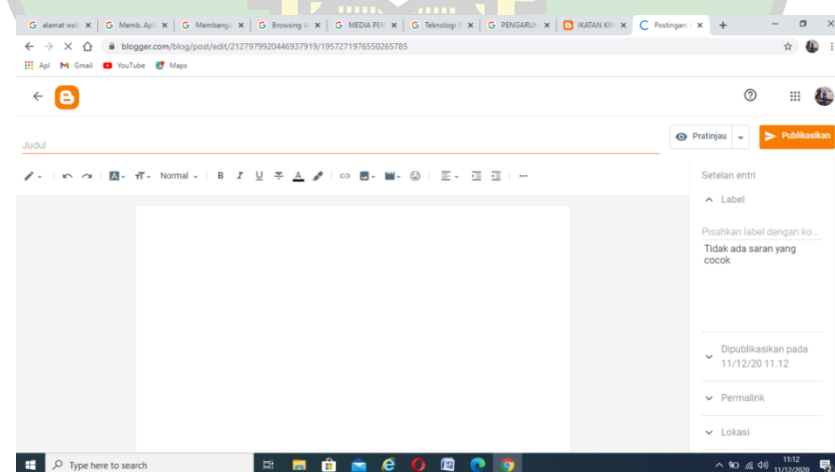 alamat web
Memb. Apl
Membangu
Browsing A
MEDIA PEM
Teknologi P
PENGARUH
IKATAN KIM
Postingan: E
blogger.com/blog/post/edit/2127979920446937919/1957271976550265785
Apl Gmail YouTube Maps
Judul
Pratinjau
Publikasikan
Normal
Setelan entri
Label
Pisahkan label dengan ko...
Tidak ada saran yang
cocok
Dipublikasikan pada
11/12/20 11.12
Permalink
Lokasi
Type here to search
11:12
11/12/2020